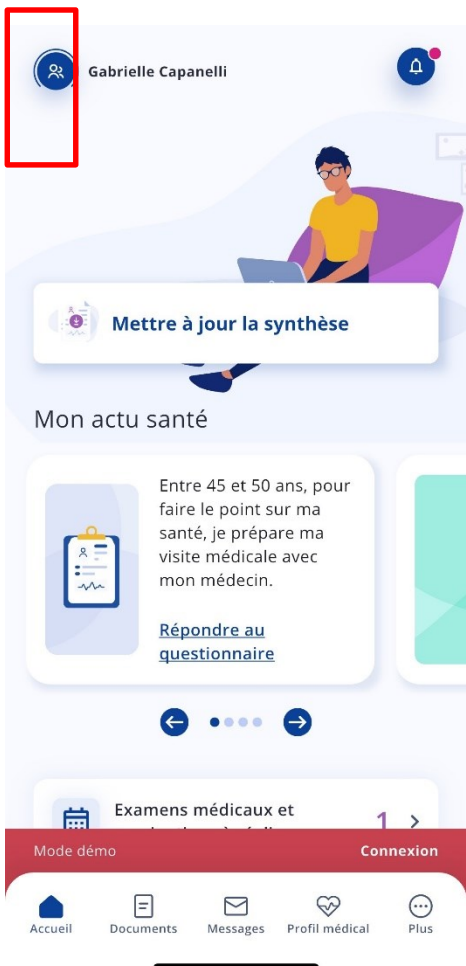 Gabrielle Capanelli
Mettre à jour la synthèse
Mon actu santé
Entre 45 et 50 ans, pour
faire le point sur ma
santé, je prépare ma
visite médicale avec
mon médecin.
Répondre au
questionnaire
Examens médicaux et
1
Mode démo
Connexion
Accueil
Documents
Messages
Profil médical
Plus